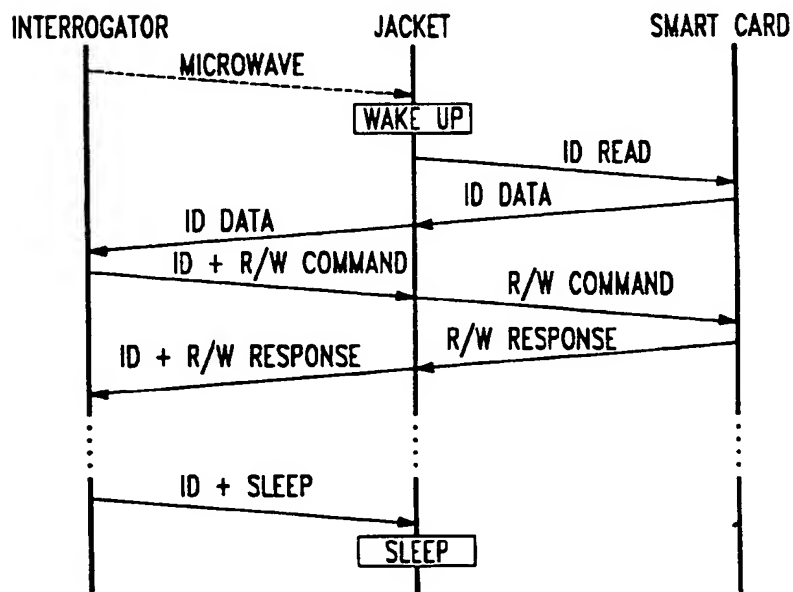 INTERROGATOR JACKET SMART CARD
MICROWAVE
WAKE UP
ID READ
ID DATA
ID DATA
ID + R/W COMMAND
R/W COMMAND
R/W RESPONSE
ID + R/W RESPONSE
ID + SLEEP
SLEEP